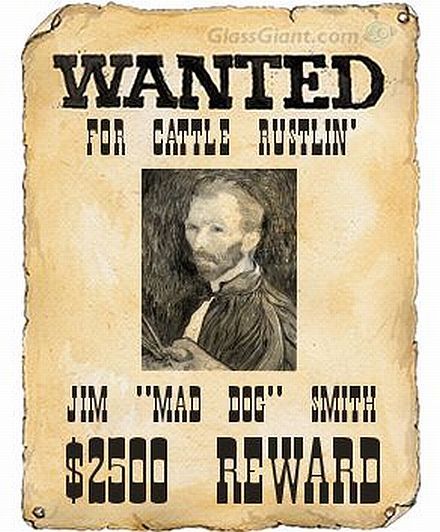 GlassGiant.com
WANTED
FOR CATTLE RUSTLIN'
JIM "MAD DOG" SMITH
$2500 REWARD